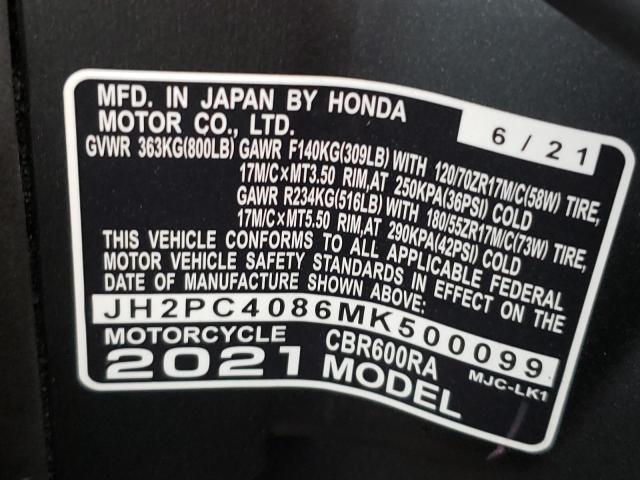 MFD. IN JAPAN BY HONDA
MOTOR CO., LTD.
6/21
GVWR 363KG(800LB) GAWR F140KG(309LB) WITH 120/70ZR17M/C(58W) TIRE,
17M/C×MT3.50 RIM,AT 250KPA(36PSI) COLD
GAWR R234KG(516LB) WITH 180/55ZR17M/C(73W) TIRE,
17M/C×MT5.50 RIM,AT 290KPA(42PSI) COLD
THIS VEHICLE CONFORMS TO ALL APPLICABLE FEDERAL
MOTOR VEHICLE SAFETY STANDARDS IN EFFECT ON THE
DATE OF MANUFACTURE SHOWN ABOVE:
JH2PC4086MK500099
MOTORCYCLE CBR600RA MJC-LK1
2021 MODEL